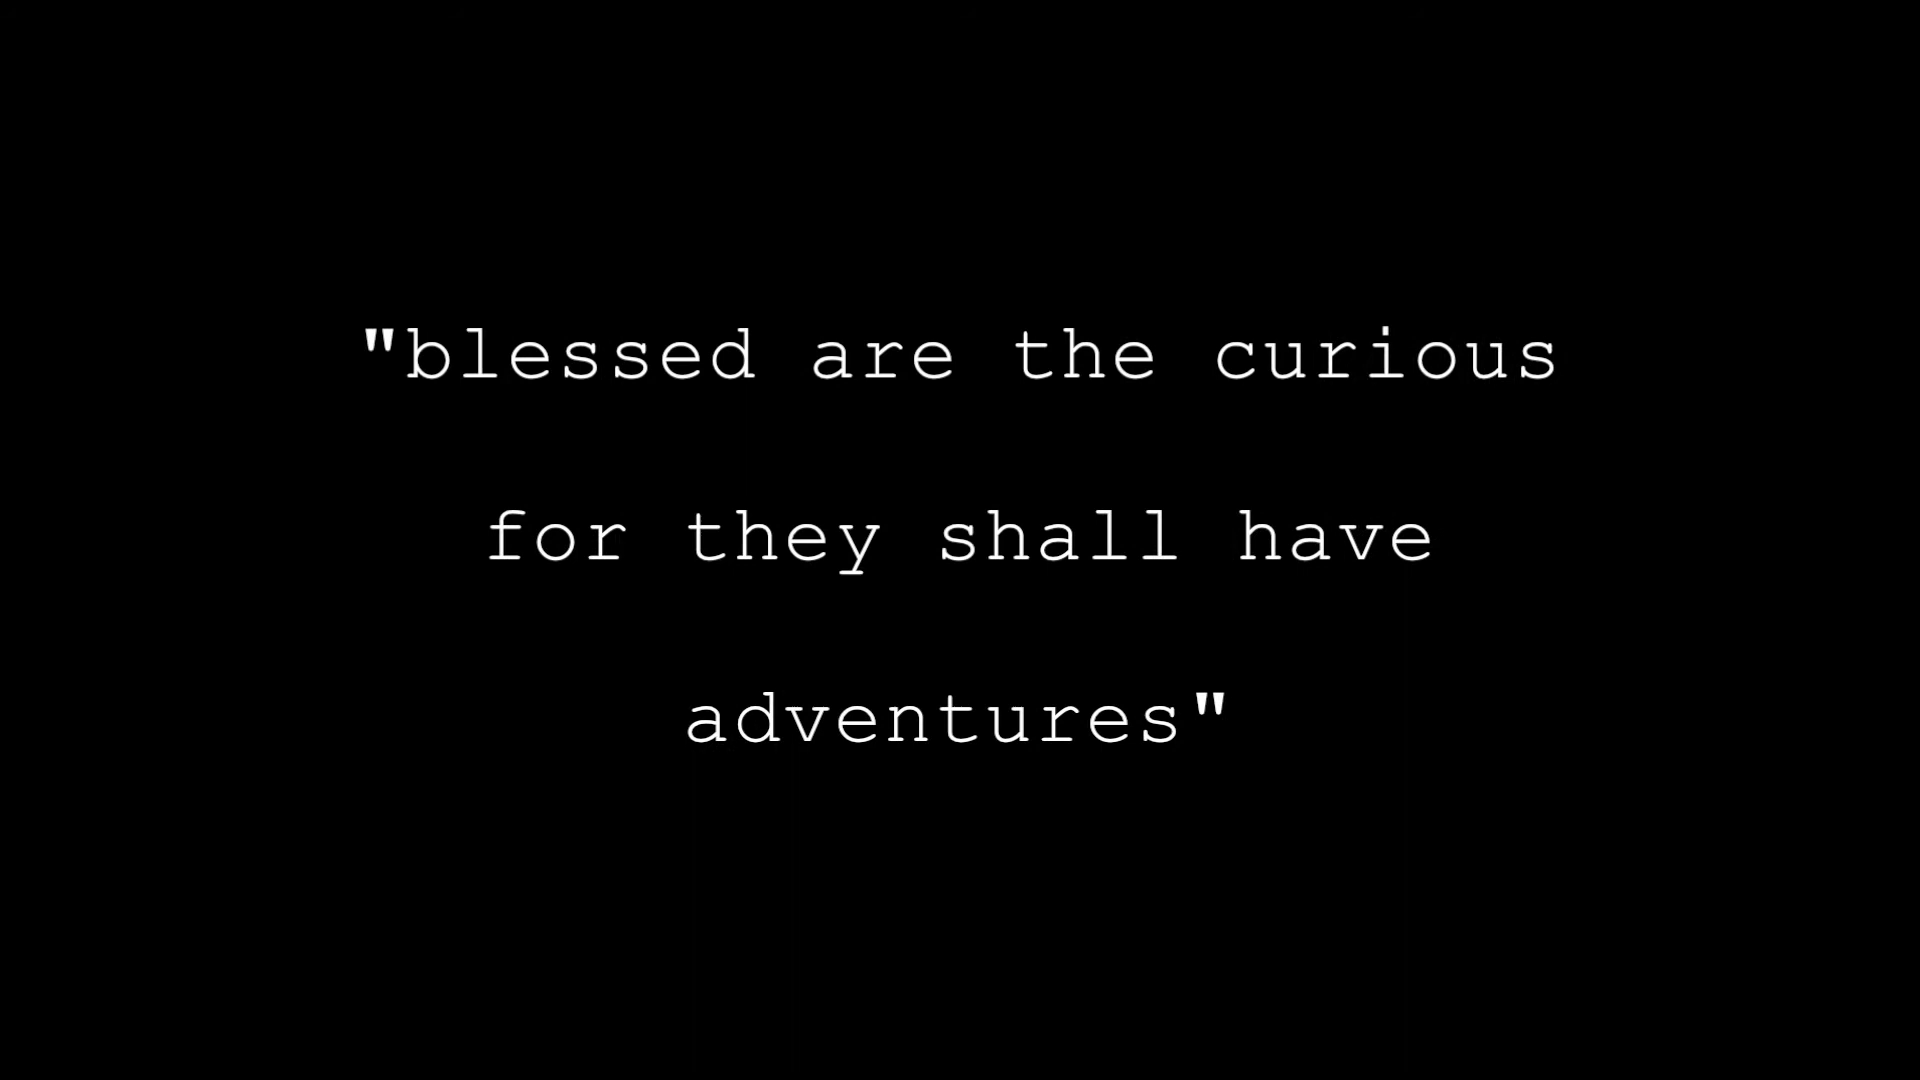 "blessed are the curious
for they shall have
adventures"